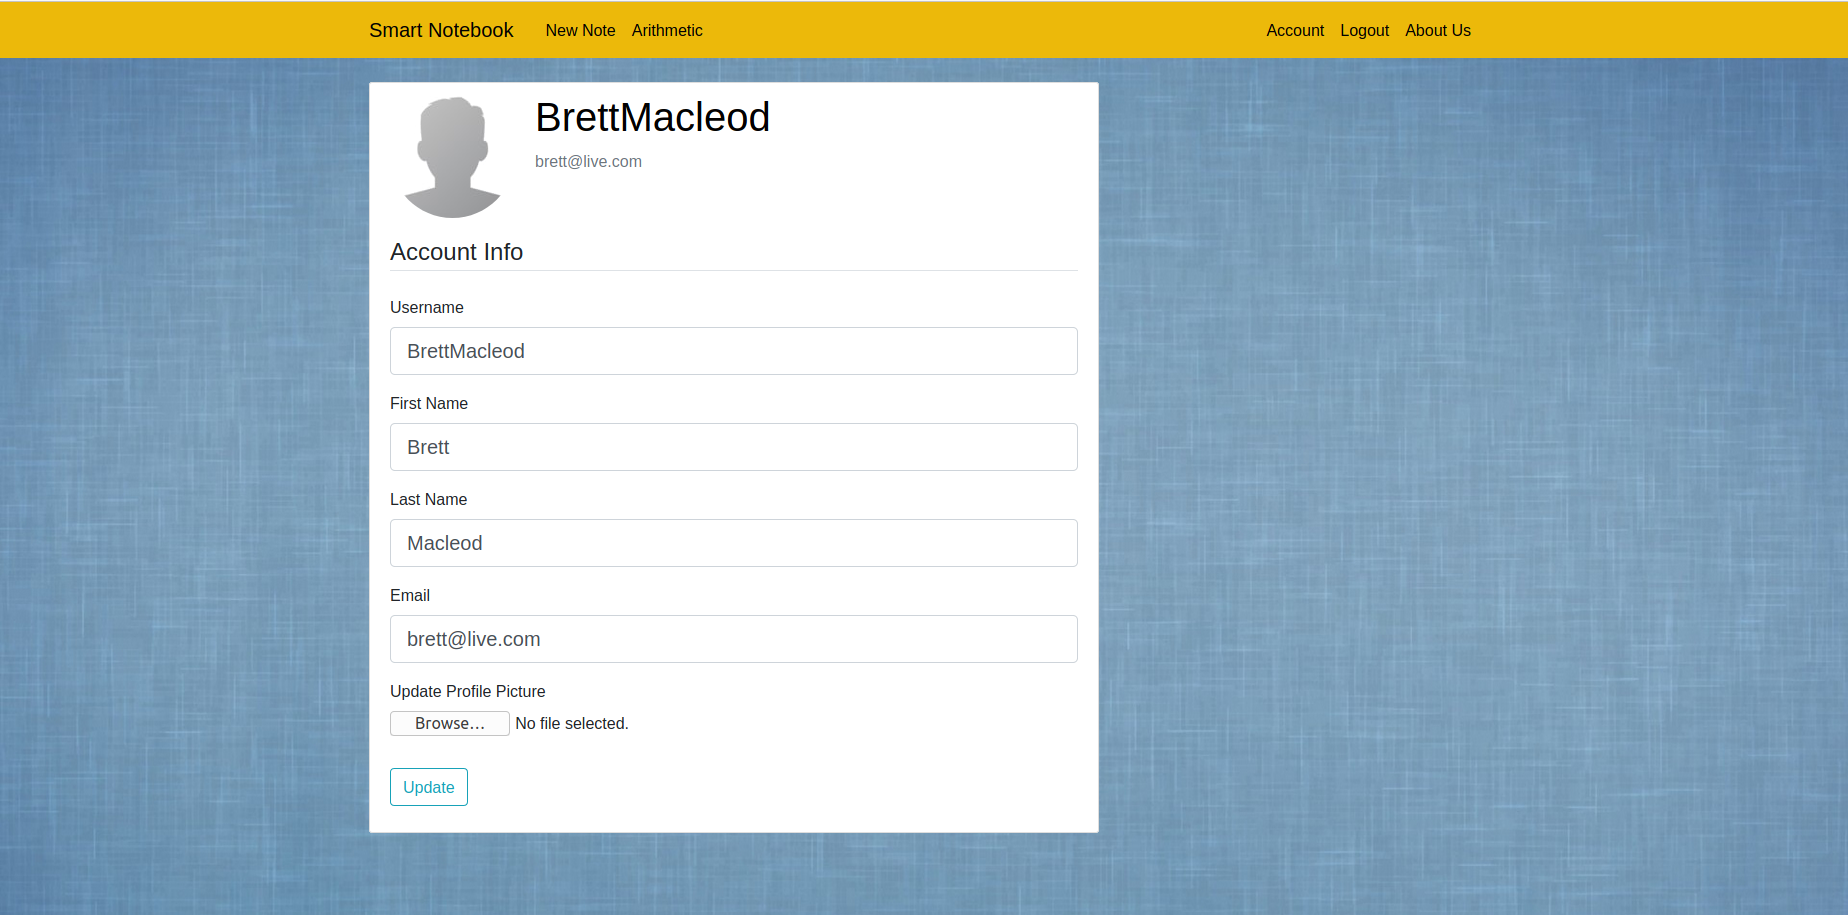 Smart Notebook New Note Arithmetic Account Logout About Us
BrettMacleod
brett@live.com
Account Info
Username
BrettMacleod
First Name
Brett
Last Name
Macleod
Email
brett@live.com
Update Profile Picture
Browse... No file selected.
Update